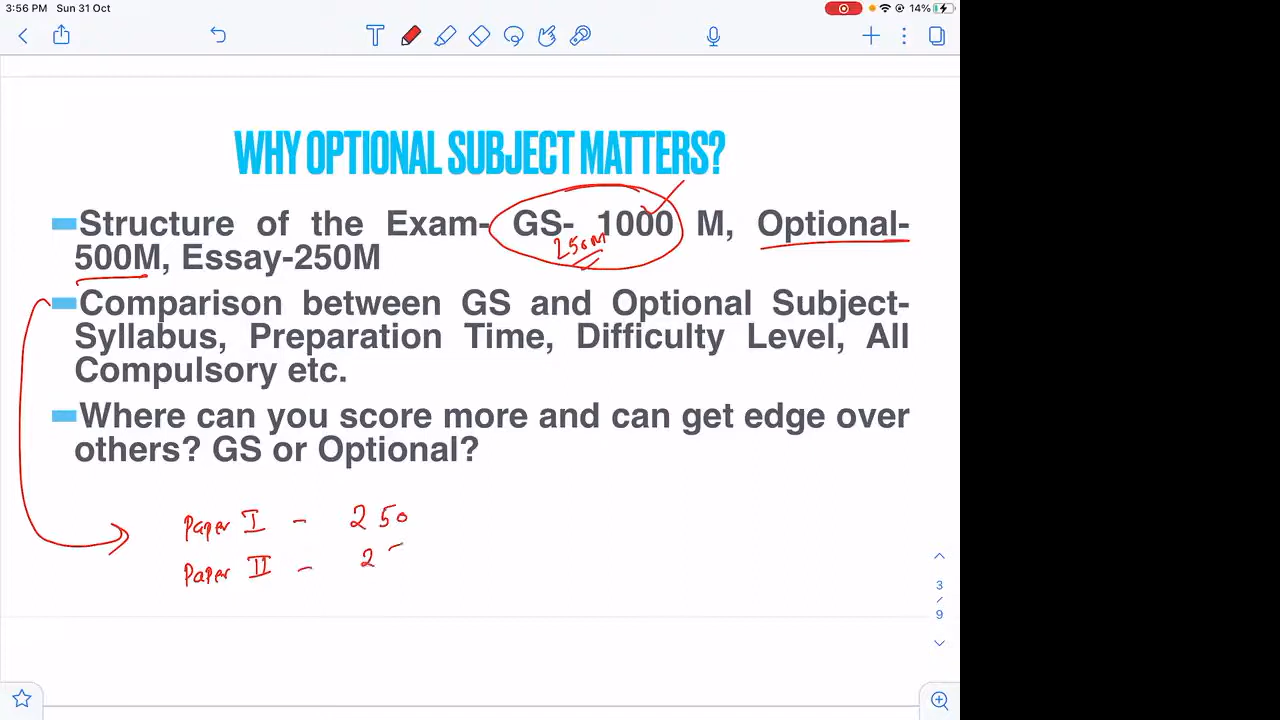 3:56 PM Sun 31 Oct
14%
WHY OPTIONAL SUBJECT MATTERS?
Structure of the Exam- GS- 1000 M, Optional-
250M
500M, Essay-250M
Comparison between GS and Optional Subject-
Syllabus, Preparation Time, Difficulty Level, All
Compulsory etc.
Where can you score more and can get edge over
others? GS or Optional?
Paper I - 250
Paper II - 2
3
/
9